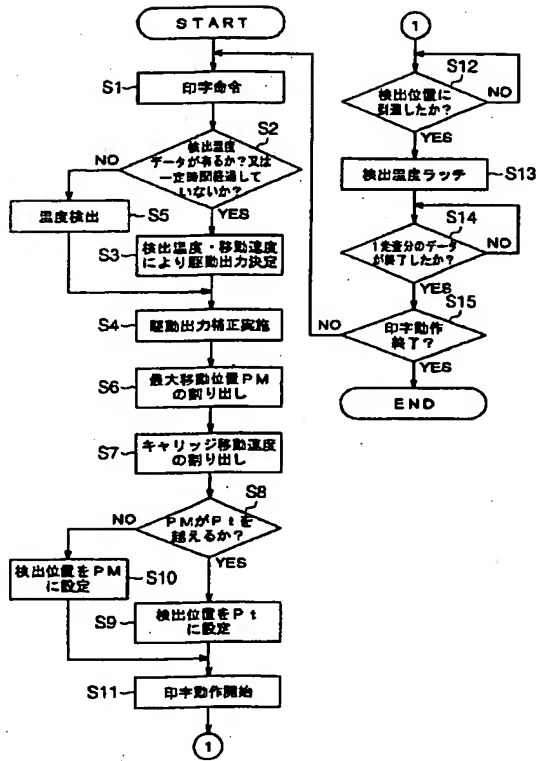 START
S1
印字命令
S2
検出温度
データが有るか？又は
一定時間経過して
いないか？
NO
YES
温度検出
S5
S3
検出温度・移動速度
により駆動出力決定
S4
駆動出力補正実施
S6
最大移動位置PM
の割り出し
S7
キャリッジ移動速度
の割り出し
S8
PMがPtを
越えるか？
NO
YES
検出位置をPM
に設定
S10
S9
検出位置をPt
に設定
S11
印字動作開始
1
1
S12
検出位置に
到達したか？
NO
YES
検出温度ラッチ
S13
S14
1走査分のデータ
が終了したか？
NO
YES
S15
印字動作
終了？
NO
YES
END